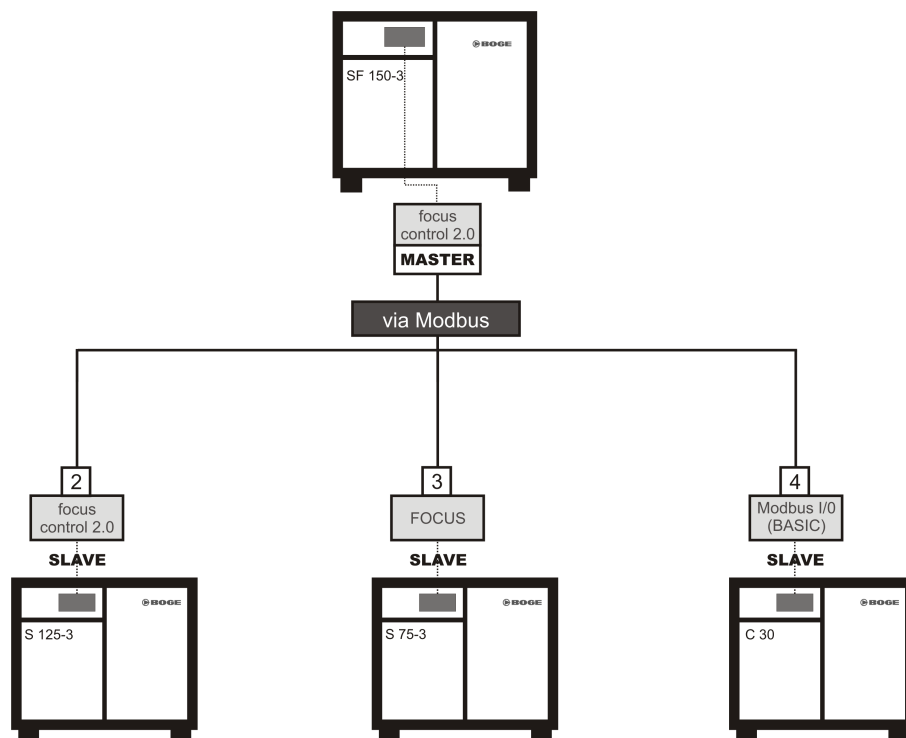 BOGE
SF 150-3
focus
control 2.0
MASTER
via Modbus
2
focus
control 2.0
SLAVE
3
FOCUS
SLAVE
4
Modbus I/0
(BASIC)
SLAVE
BOGE
S 125-3
BOGE
S 75-3
BOGE
C 30